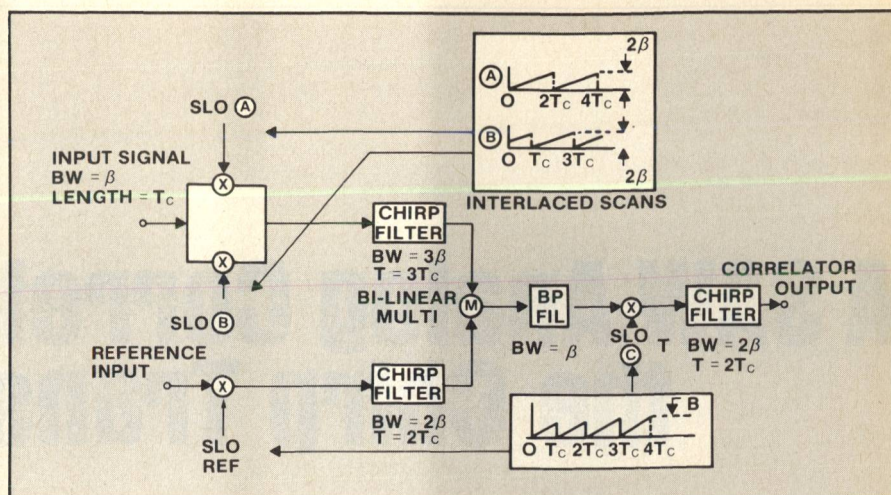 SLO A
INPUT SIGNAL
BW = β
LENGTH = TC
X
X
SLO B
REFERENCE
INPUT
X
SLO
REF
A
2β
O 2TC 4TC
B
O TC 3TC
2β
INTERLACED SCANS
CHIRP
FILTER
BW = 3β
T = 3TC
BI-LINEAR
MULTI
M
CHIRP
FILTER
BW = 2β
T = 2TC
BP
FIL
BW = β
X
SLO
C T
CHIRP
FILTER
BW = 2β
T = 2TC
CORRELATOR
OUTPUT
B
O TC 2TC 3TC 4TC